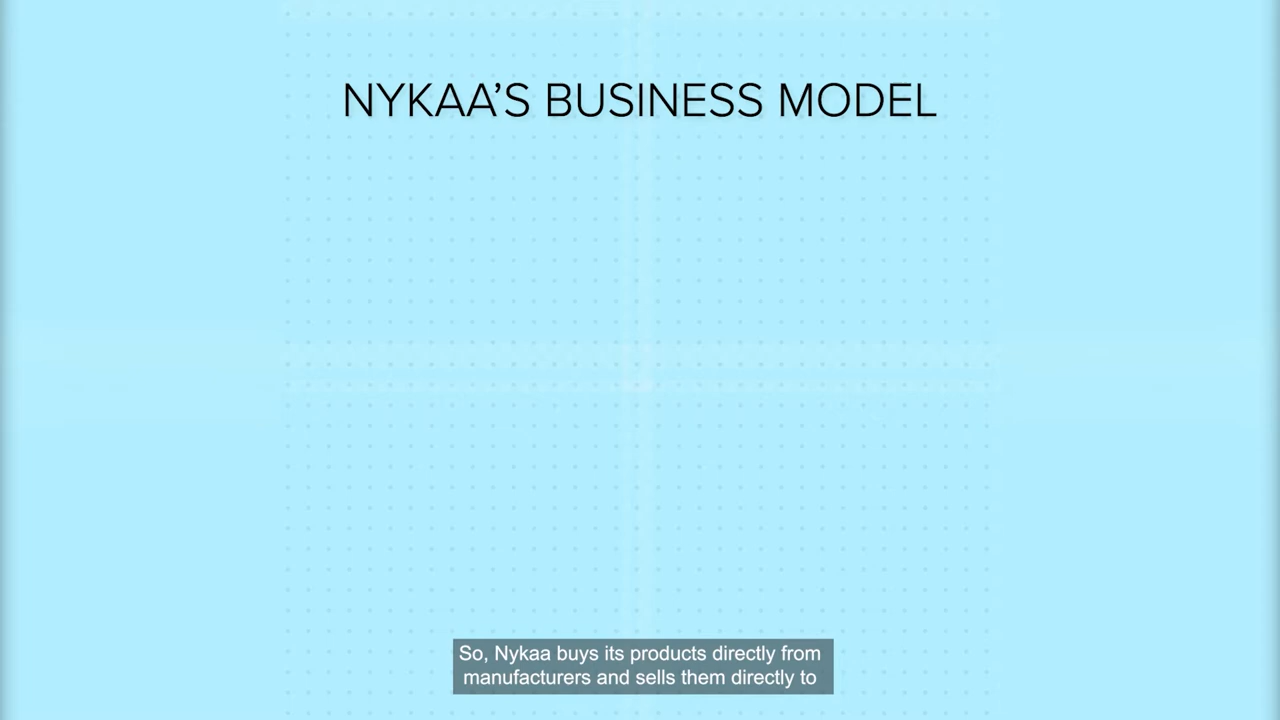 NYKAA’S BUSINESS MODEL
So, Nykaa buys its products directly from
manufacturers and sells them directly to